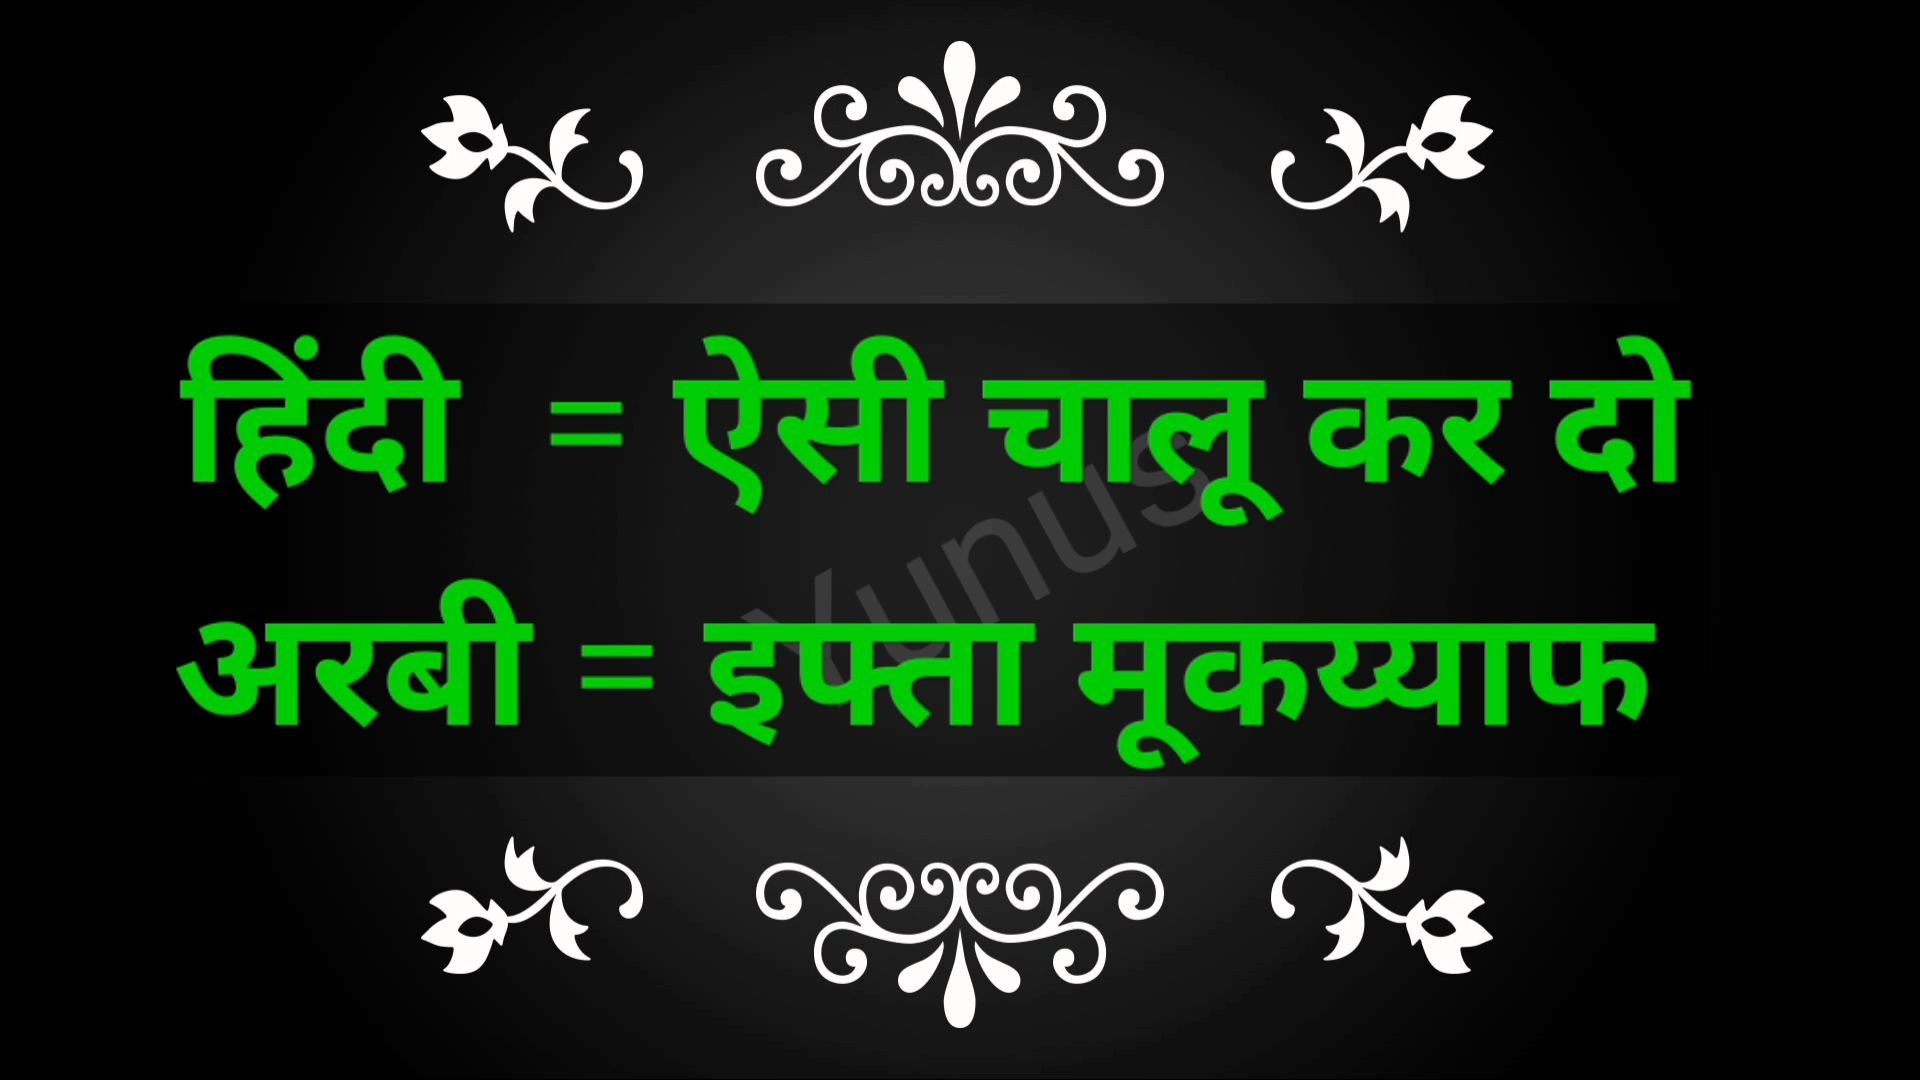 हिंदी = ऐसी चालू कर दो
Yunus
अरबी = इफ्ता मूकय्याफ